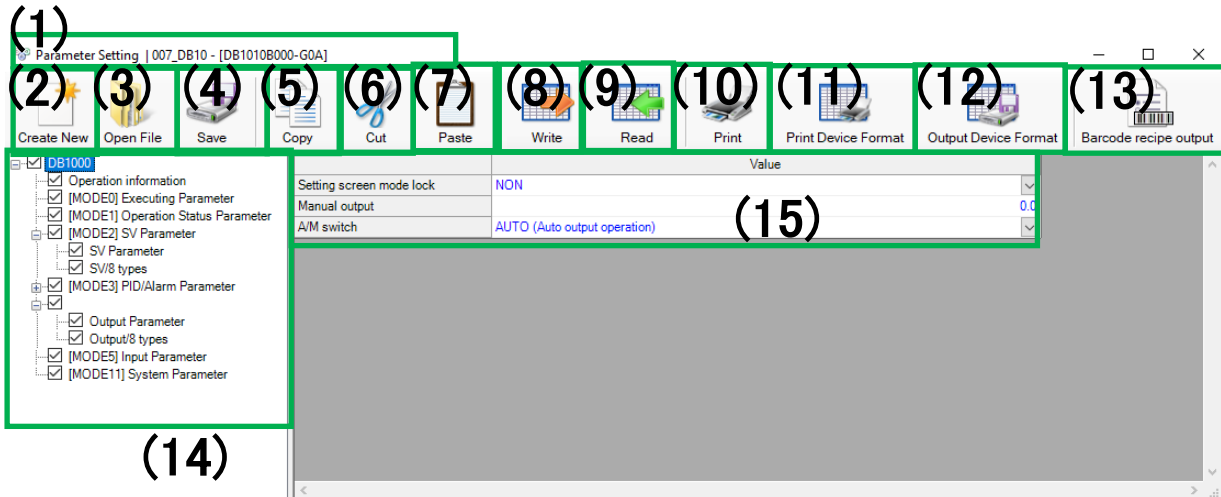 (1)
Parameter Setting | 007_DB10 - [DB1010B000-G0A]
(2) (3) (4) (5) (6) (7) (8) (9) (10) (11) (12) (13)
Create New Open File Save Copy Cut Paste Write Read Print Print Device Format Output Device Format Barcode recipe output
DB1000
Operation information
[MODE0] Executing Parameter
[MODE1] Operation Status Parameter
[MODE2] SV Parameter
SV Parameter
SV/8 types
[MODE3] PID/Alarm Parameter
Output Parameter
Output/8 types
[MODE5] Input Parameter
[MODE11] System Parameter
(14)
Value
Setting screen mode lock NON
Manual output 0.0
A/M switch AUTO (Auto output operation)
(15)